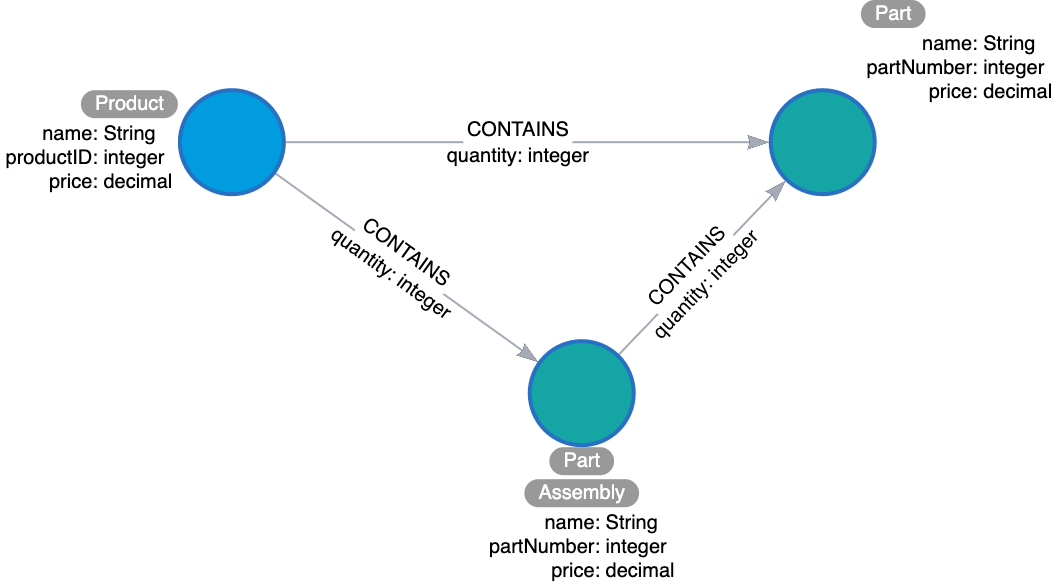 Part
name: String
partNumber: integer
price: decimal
Product
name: String
productID: integer
price: decimal
CONTAINS
quantity: integer
CONTAINS
quantity: integer
CONTAINS
quantity: integer
Part
Assembly
name: String
partNumber: integer
price: decimal